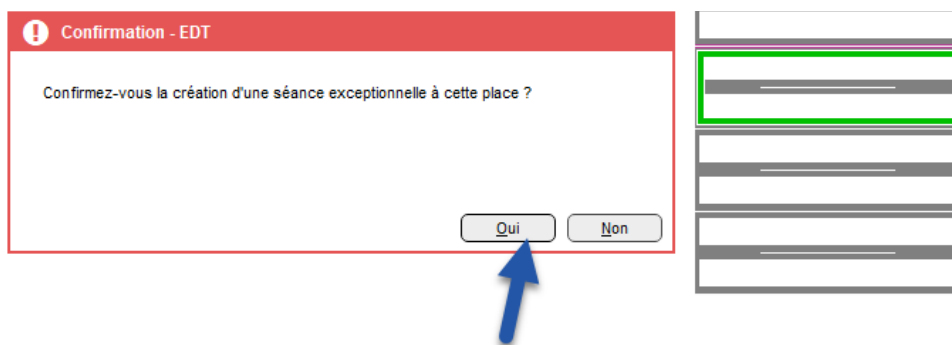 Confirmation - EDT
Confirmez-vous la création d'une séance exceptionnelle à cette place ?
Oui
Non